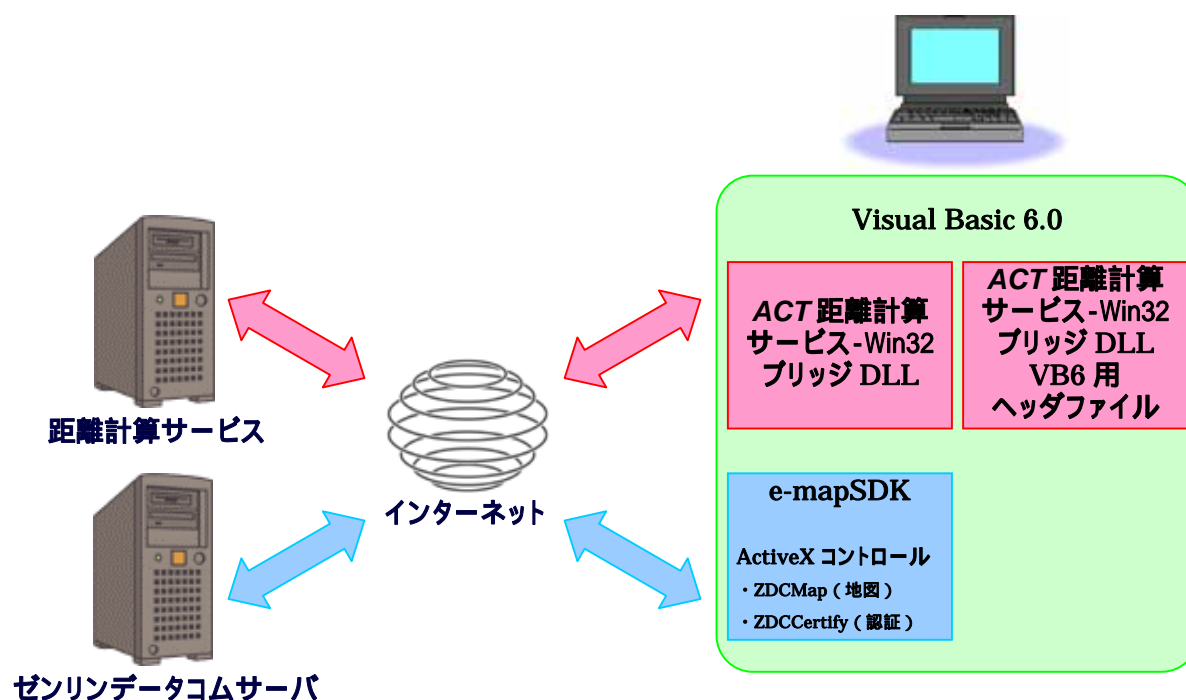 Visual Basic 6.0
ACT 距離計算
サービス-Win32
ブリッジ DLL
ACT 距離計算
サービス-Win32
ブリッジ DLL
VB6 用
ヘッダファイル
距離計算サービス
インターネット
e-mapSDK
ActiveX コントロール
・ZDCMap（地図）
・ZDCCertify（認証）
ゼンリンデータコムサーバ